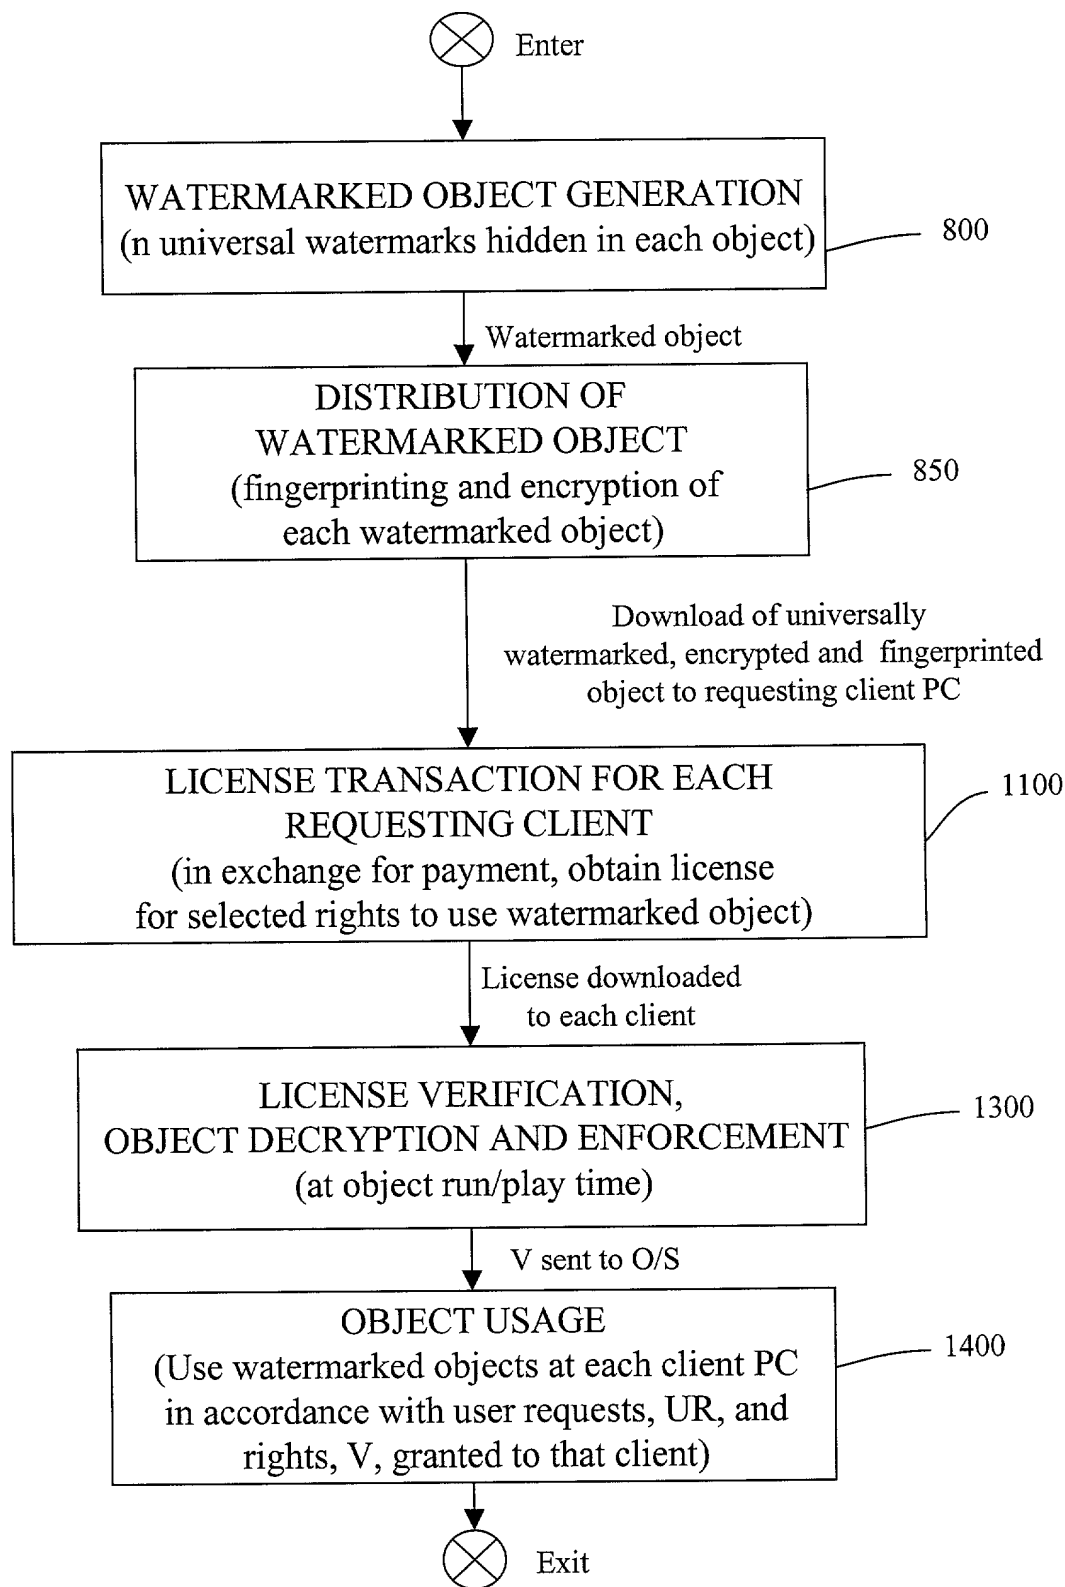 Enter
WATERMARKED OBJECT GENERATION
(n universal watermarks hidden in each object)
800
Watermarked object
DISTRIBUTION OF
WATERMARKED OBJECT
(fingerprinting and encryption of
each watermarked object)
850
Download of universally
watermarked, encrypted and fingerprinted
object to requesting client PC
LICENSE TRANSACTION FOR EACH
REQUESTING CLIENT
(in exchange for payment, obtain license
for selected rights to use watermarked object)
1100
License downloaded
to each client
LICENSE VERIFICATION,
OBJECT DECRYPTION AND ENFORCEMENT
(at object run/play time)
1300
V sent to O/S
OBJECT USAGE
(Use watermarked objects at each client PC
in accordance with user requests, UR, and
rights, V, granted to that client)
1400
Exit